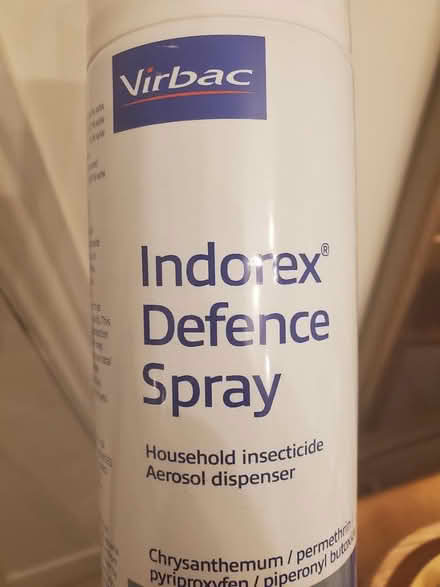 Virbac
Indorex®
Defence
Spray
Household insecticide
Aerosol dispenser
Chrysanthemum / permethrin
pyriproxyfen / piperonyl butoxide